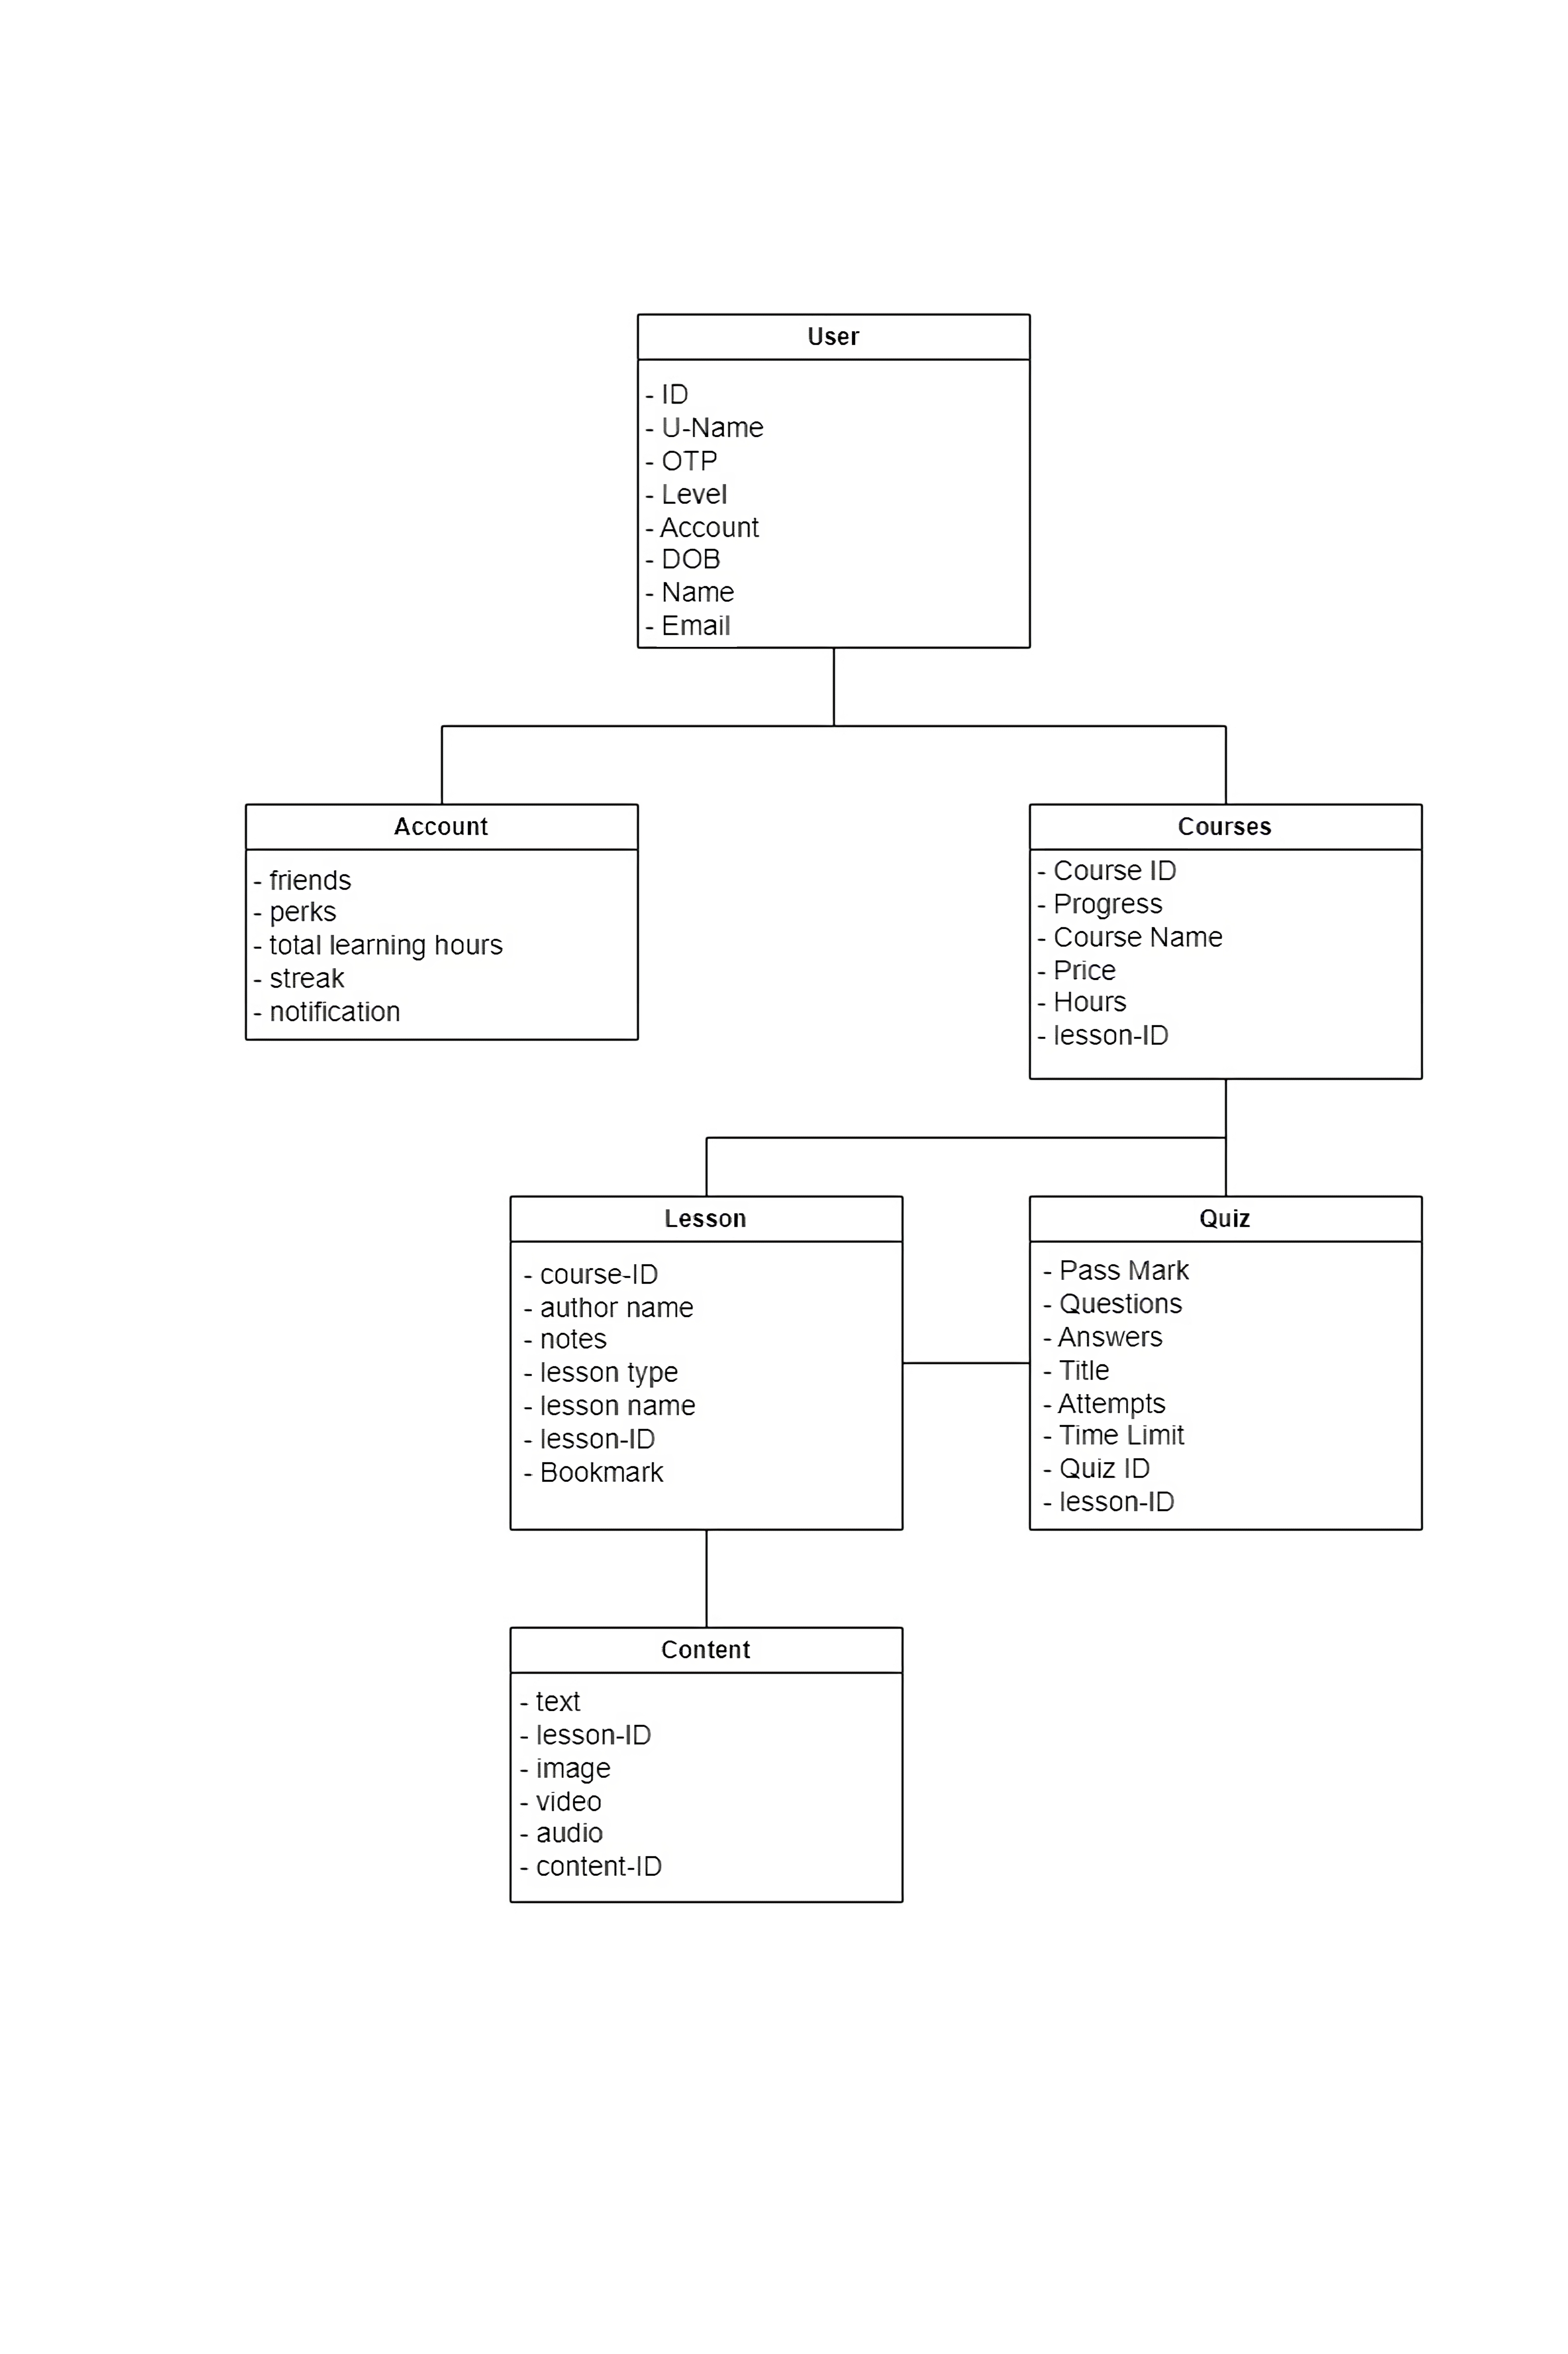 User
- ID
- U-Name
- OTP
- Level
- Account
- DOB
- Name
- Email
Account
- friends
- perks
- total learning hours
- streak
- notification
Courses
- Course ID
- Progress
- Course Name
- Price
- Hours
- lesson-ID
Lesson
- course-ID
- author name
- notes
- lesson type
- lesson name
- lesson-ID
- Bookmark
Quiz
- Pass Mark
- Questions
- Answers
- Title
- Attempts
- Time Limit
- Quiz ID
- lesson-ID
Content
- text
- lesson-ID
- image
- video
- audio
- content-ID